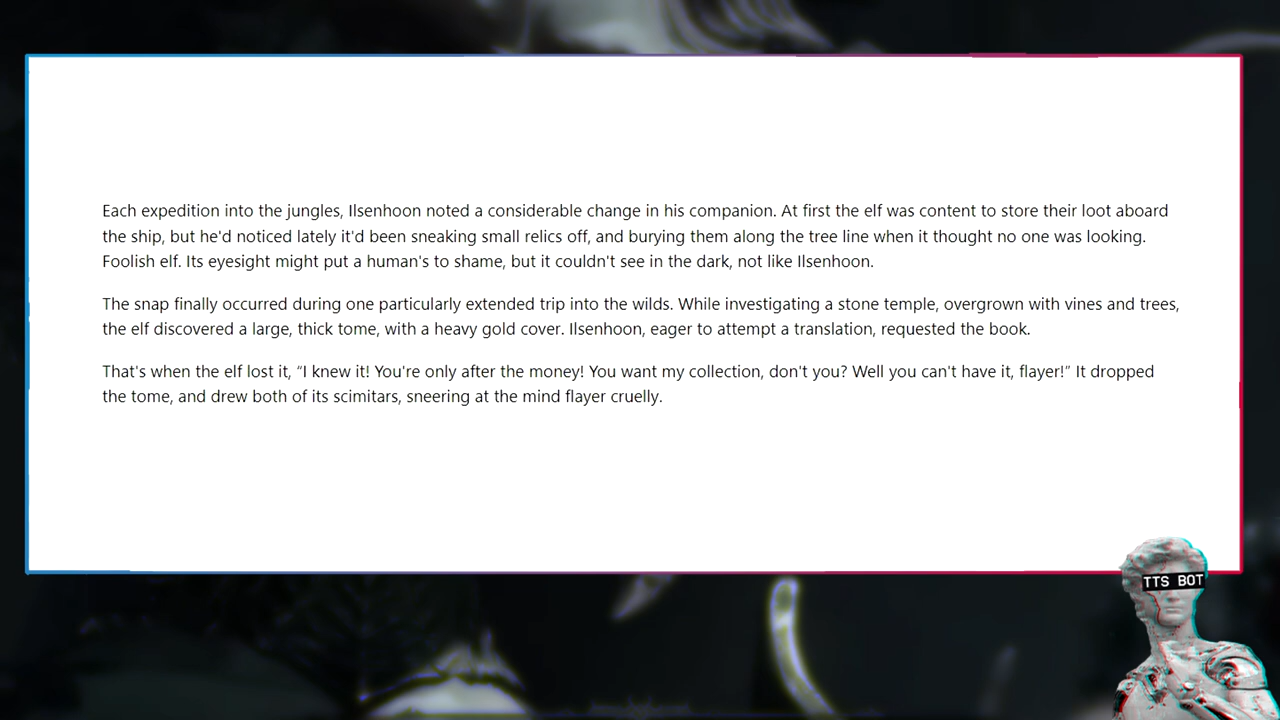 Each expedition into the jungles, Ilsenhoon noted a considerable change in his companion. At first the elf was content to store their loot aboard
the ship, but he'd noticed lately it'd been sneaking small relics off, and burying them along the tree line when it thought no one was looking.
Foolish elf. Its eyesight might put a human's to shame, but it couldn't see in the dark, not like Ilsenhoon.
The snap finally occurred during one particularly extended trip into the wilds. While investigating a stone temple, overgrown with vines and trees,
the elf discovered a large, thick tome, with a heavy gold cover. Ilsenhoon, eager to attempt a translation, requested the book.
That's when the elf lost it, “I knew it! You're only after the money! You want my collection, don't you? Well you can't have it, flayer!” It dropped
the tome, and drew both of its scimitars, sneering at the mind flayer cruelly.
TTS BOT